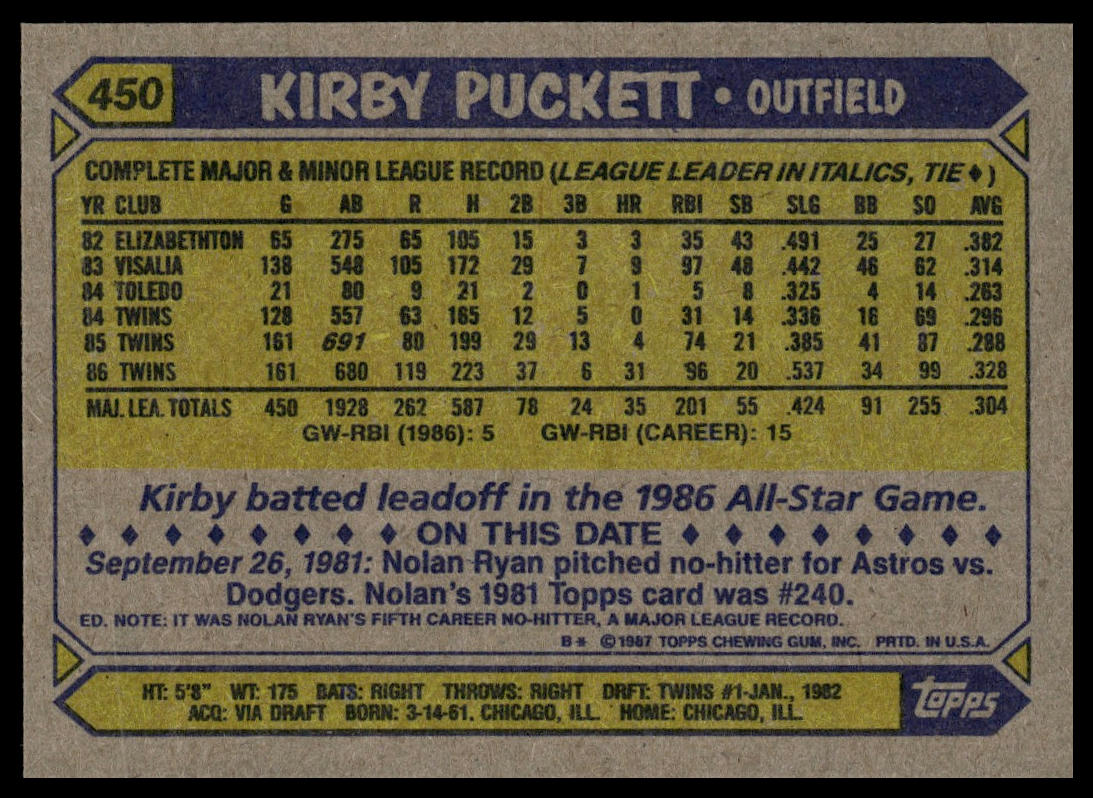 450 KIRBY PUCKETT • OUTFIELD
COMPLETE MAJOR & MINOR LEAGUE RECORD (LEAGUE LEADER IN ITALICS, TIE ♦)
YR CLUB G AB R H 2B 3B HR RBI SB SLG BB SO AVG
82 ELIZABETHTON 65 275 65 105 15 3 3 35 43 .491 25 27 .382
83 VISALIA 138 548 105 172 29 7 9 97 48 .442 46 62 .314
84 TOLEDO 21 80 9 21 2 0 1 5 8 .325 4 14 .263
84 TWINS 128 557 63 165 12 5 0 31 14 .336 16 69 .296
85 TWINS 161 691 80 199 29 13 4 74 21 .385 41 87 .288
86 TWINS 161 680 119 223 37 6 31 96 20 .537 34 99 .328
MAJ. LEA. TOTALS 450 1928 262 587 78 24 35 201 55 .424 91 255 .304
GW-RBI (1986): 5 GW-RBI (CAREER): 15
Kirby batted leadoff in the 1986 All-Star Game.
♦ ♦ ♦ ♦ ♦ ♦ ♦ ♦ ON THIS DATE ♦ ♦ ♦ ♦ ♦ ♦ ♦ ♦
September 26, 1981: Nolan Ryan pitched no-hitter for Astros vs.
Dodgers. Nolan's 1981 Topps card was #240.
ED. NOTE: IT WAS NOLAN RYAN'S FIFTH CAREER NO-HITTER, A MAJOR LEAGUE RECORD.
B* ©1987 TOPPS CHEWING GUM, INC. PRTD. IN U.S.A.
HT: 5'8" WT: 175 BATS: RIGHT THROWS: RIGHT DRFT: TWINS #1-JAN., 1982
ACQ: VIA DRAFT BORN: 3-14-61, CHICAGO, ILL. HOME: CHICAGO, ILL.
TOPPS